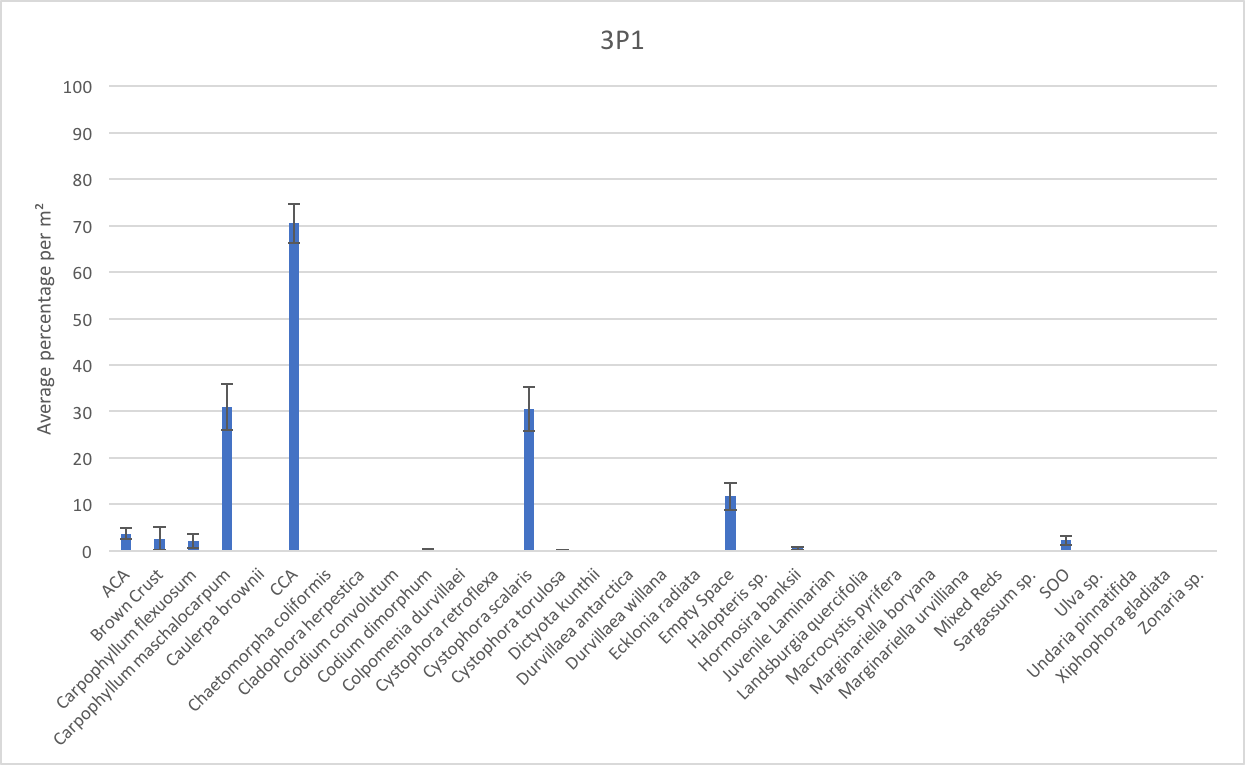 3P1
Average percentage per m²
100
90
80
70
60
50
40
30
20
10
0
ACA
Brown Crust
Carpophyllum flexuosum
Carpophyllum maschalocarpum
Caulerpa brownii
CCA
Chaetomorpha coliformis
Cladophora herpestica
Codium convolutum
Codium dimorphum
Colpomenia durvillaei
Cystophora retroflexa
Cystophora scalaris
Cystophora torulosa
Dictyota kunthii
Durvillaea antarctica
Durvillaea willana
Ecklonia radiata
Empty Space
Halopteris sp.
Hormosira banksii
Juvenile Laminarian
Landsburgia quercifolia
Macrocystis pyrifera
Marginariella boryana
Marginariella urvilliana
Mixed Reds
Sargassum sp.
SOO
Ulva sp.
Undaria pinnatifida
Xiphophora gladiata
Zonaria sp.